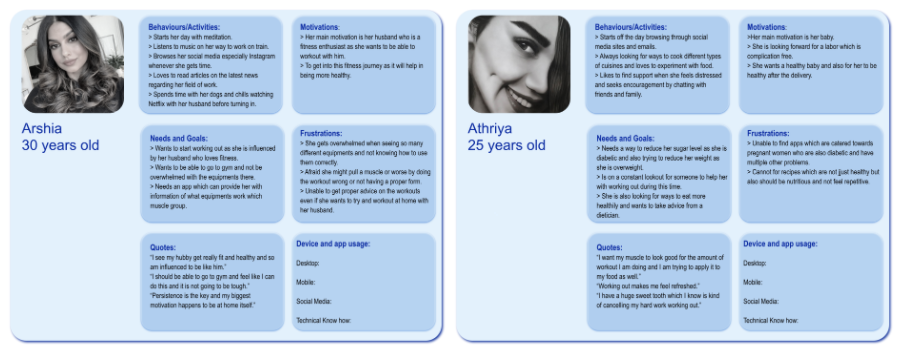 Arshia
30 years old
Behaviours/Activities:
> Starts her day with meditation.
> Listens to music on her way to work on train.
> Browses her social media especially Instagram
whenever she gets time.
> Loves to read articles on the latest news
regarding her field of work.
> Spends time with her dogs and chills watching
Netflix with her husband before turning in.
Motivations:
> Her main motivation is her husband who is a
fitness enthusiast as she wants to be able to
workout with him.
> To get into this fitness journey as it will help in
being more healthy.
Needs and Goals:
> Wants to start working out as she is influenced
by her husband who loves fitness.
> Wants to be able to go to gym and not be
overwhelmed with the equipments there.
> Needs an app which can provide her with
information of what equipments work which
muscle group.
Frustrations:
> She gets overwhelmed when seeing so many
different equipments and not knowing how to use
them correctly.
> Afraid she might pull a muscle or worse by doing
the workout wrong or not having a proper form.
> Unable to get proper advice on the workouts
even if she wants to try and workout at home with
her husband.
Quotes:
"I see my hubby get really fit and healthy and so
am influenced to be like him."
"I should be able to go to gym and feel like I can
do this and it is not going to be tough."
"Persistence is the key and my biggest
motivation happens to be at home itself."
Device and app usage:
Desktop:
Mobile:
Social Media:
Technical Know how:
Athriya
25 years old
Behaviours/Activities:
> Starts off the day browsing through social
media sites and emails.
> Always looking for ways to cook different types
of cuisines and loves to experiment with food.
> Likes to find support when she feels distressed
and seeks encouragement by chatting with
friends and family.
Motivations:
>Her main motivation is her baby.
> She is looking forward for a labor which is
complication free.
> She wants a healthy baby and also for her to be
healthy after the delivery.
Needs and Goals:
> Needs a way to reduce her sugar level as she is
diabetic and also trying to reduce her weight as
she is overweight.
> Is on a constant lookout for someone to help her
with working out during this time.
> She is also looking for ways to eat more
healthily and wants to take advice from a
dietician.
Frustrations:
> Unable to find apps which are catered towards
pregnant women who are also diabetic and have
multiple other problems.
> Cannot for recipes which are not jjust healthy but
also should be nutritious and not feel repetitive.
Quotes:
"I want my muscle to look good for the amount of
workout I am doing and I am trying to apply it to
my food as well."
"Working out makes me feel refreshed."
"I have a huge sweet tooth which I know is kind
of cancelling my hard work working out."
Device and app usage:
Desktop:
Mobile:
Social Media:
Technical Know how: